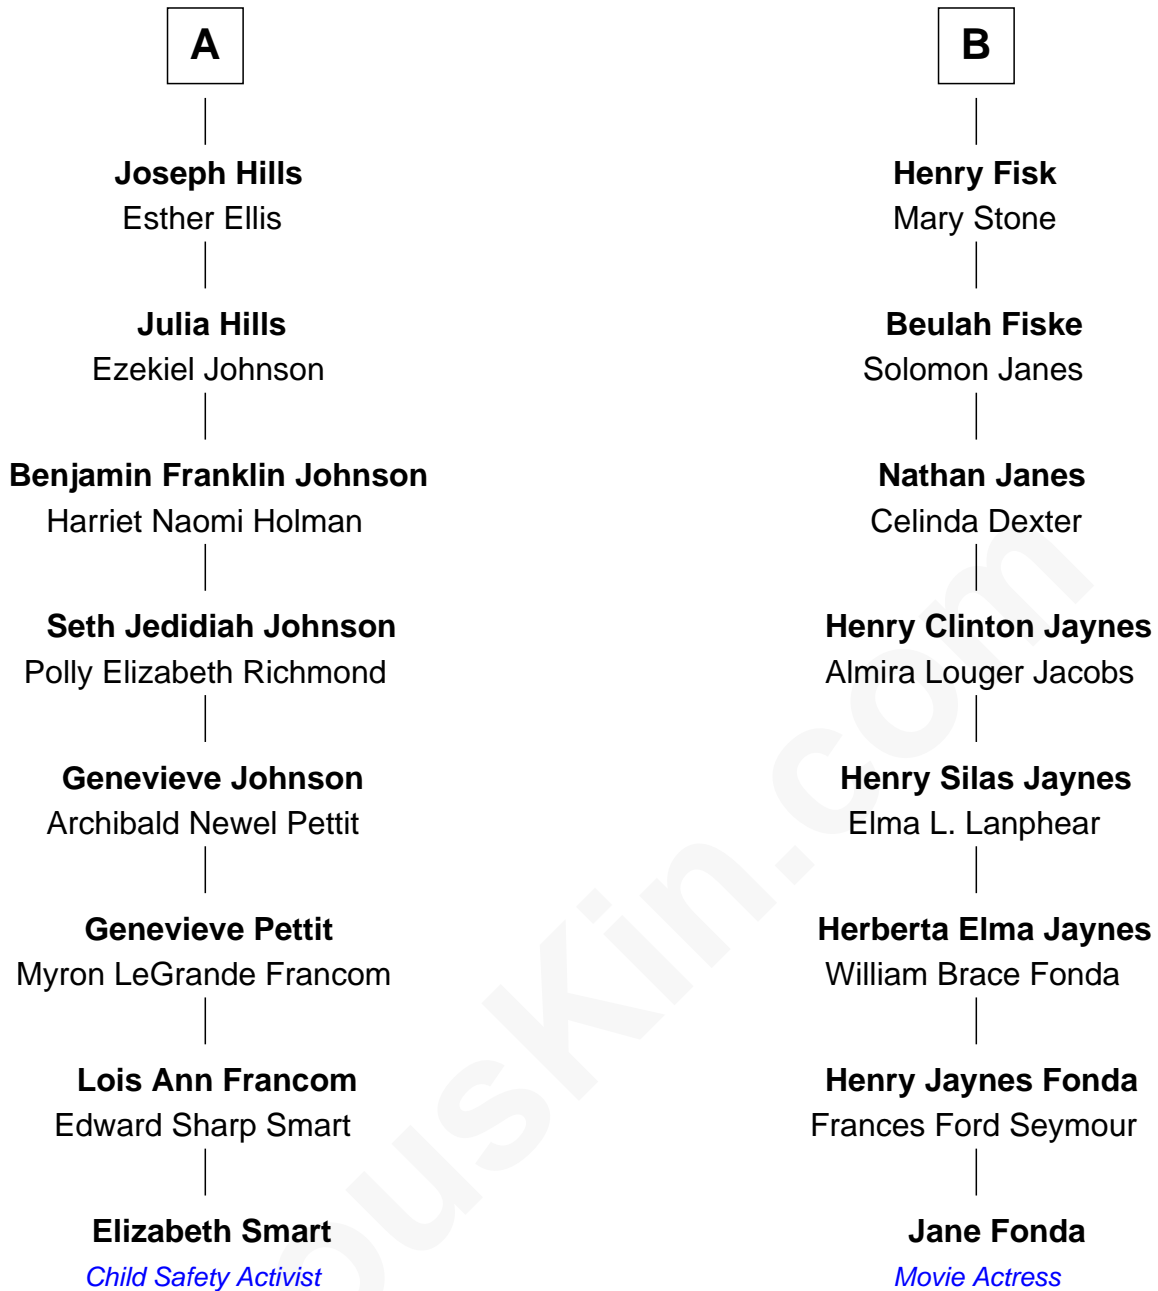 A
Joseph Hills
Esther Ellis
Julia Hills
Ezekiel Johnson
Benjamin Franklin Johnson
Harriet Naomi Holman
Seth Jedidiah Johnson
Polly Elizabeth Richmond
Genevieve Johnson
Archibald Newel Pettit
Genevieve Pettit
Myron LeGrande Francom
Lois Ann Francom
Edward Sharp Smart
Elizabeth Smart
Child Safety Activist
B
Henry Fisk
Mary Stone
Beulah Fiske
Solomon Janes
Nathan Janes
Celinda Dexter
Henry Clinton Jaynes
Almira Louger Jacobs
Henry Silas Jaynes
Elma L. Lanphear
Herberta Elma Jaynes
William Brace Fonda
Henry Jaynes Fonda
Frances Ford Seymour
Jane Fonda
Movie Actress
ousKin.com